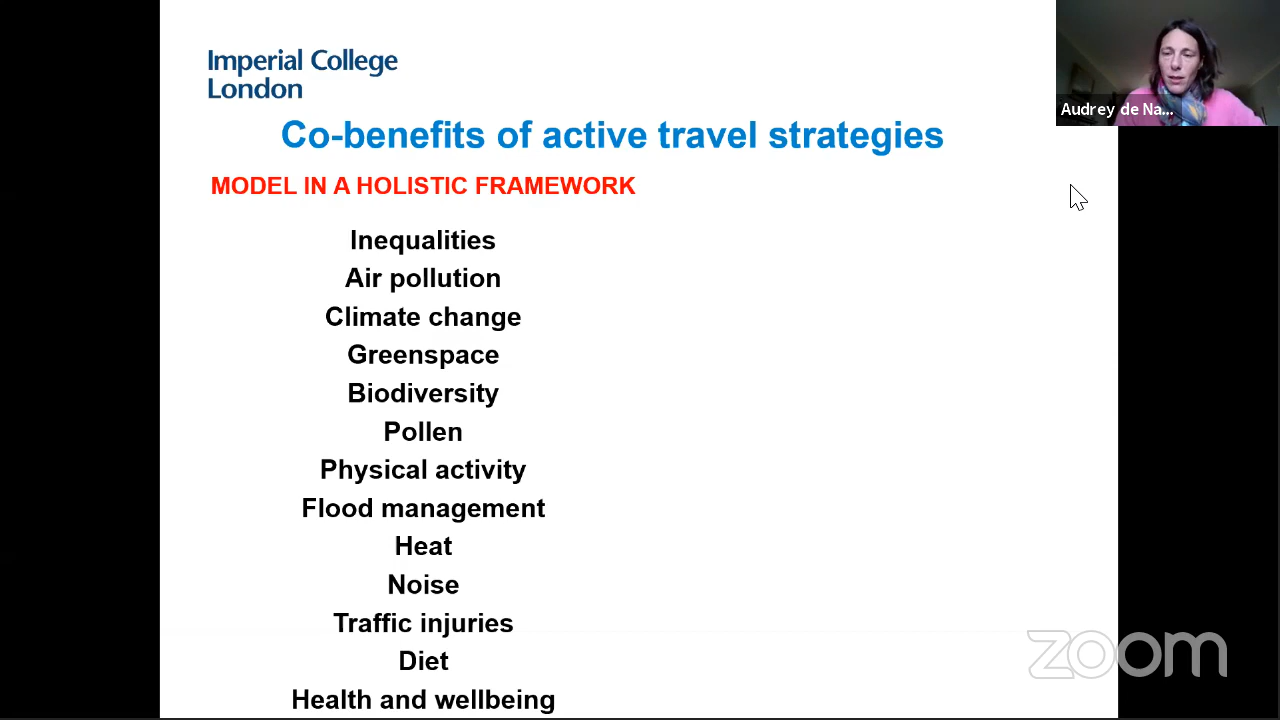 Imperial College
London
Audrey de Na...
Co-benefits of active travel strategies
MODEL IN A HOLISTIC FRAMEWORK
Inequalities
Air pollution
Climate change
Greenspace
Biodiversity
Pollen
Physical activity
Flood management
Heat
Noise
Traffic injuries
Diet
Health and wellbeing
zoom